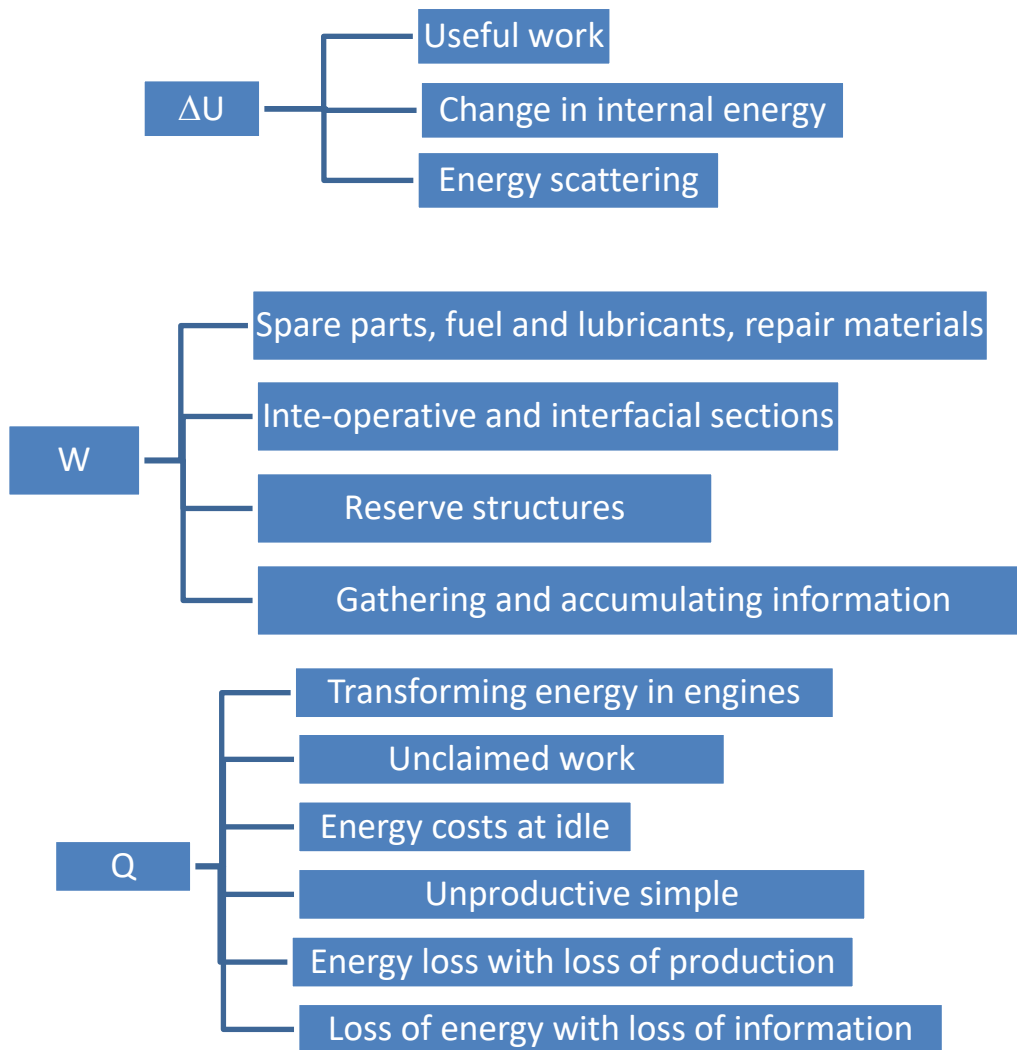 ΔU
Useful work
Change in internal energy
Energy scattering
W
Spare parts, fuel and lubricants, repair materials
Inte-operative and interfacial sections
Reserve structures
Gathering and accumulating information
Q
Transforming energy in engines
Unclaimed work
Energy costs at idle
Unproductive simple
Energy loss with loss of production
Loss of energy with loss of information